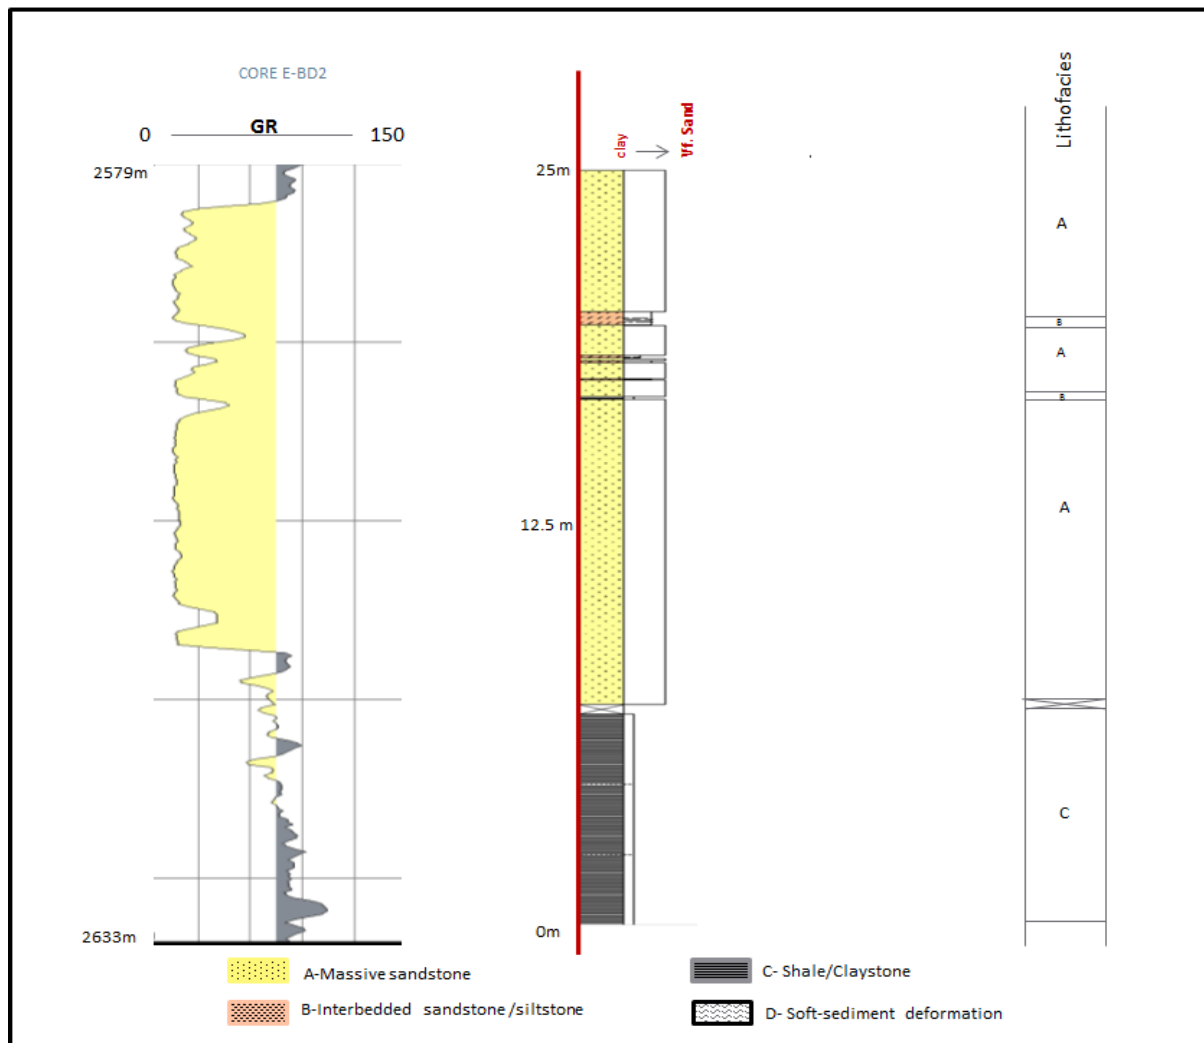 CORE E-BD2
0 GR 150
2579m
2633m
clay
Vf. Sand
25m
12.5 m
0m
Lithofacies
A
B
A
B
A
C
A-Massive sandstone
B-Interbedded sandstone/siltstone
C- Shale/Claystone
D- Soft-sediment deformation